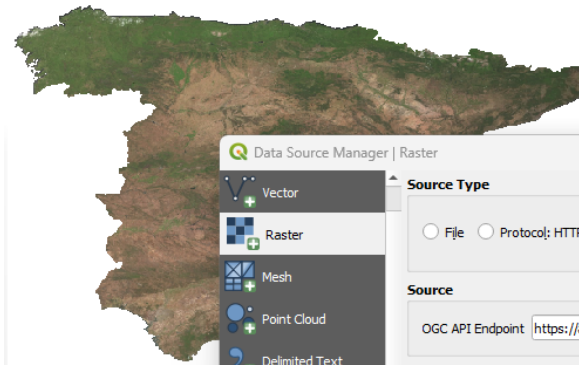 Data Source Manager | Raster
Vector
Raster
Mesh
Point Cloud
Delimited Text
Source Type
File Protocol: HTTP
Source
OGC API Endpoint https://